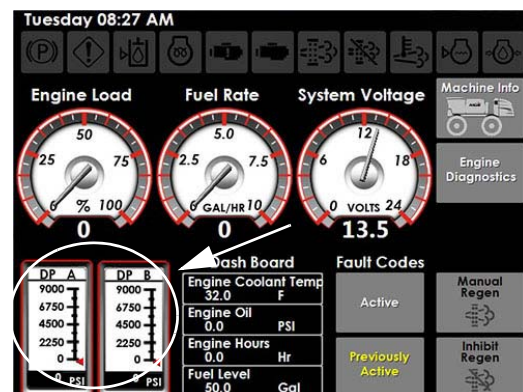 Tuesday 08:27 AM
(P)
Engine Load
Fuel Rate
System Voltage
Machine Info
50
25
75
0
100
%
0
5.0
2.5
7.5
0
10
GAL/HR
0
12
6
18
0
24
VOLTS
13.5
Engine
Diagnostics
DP A
9000
6750
4500
2250
0
0 PSI
DP B
9000
6750
4500
2250
0
0 PSI
Dash Board
Engine Coolant Temp
32.0 F
Engine Oil
0.0 PSI
Engine Hours
0.0 Hr
Fuel Level
50.0 Gal
Fault Codes
Active
Previously
Active
Manual
Regen
Inhibit
Regen